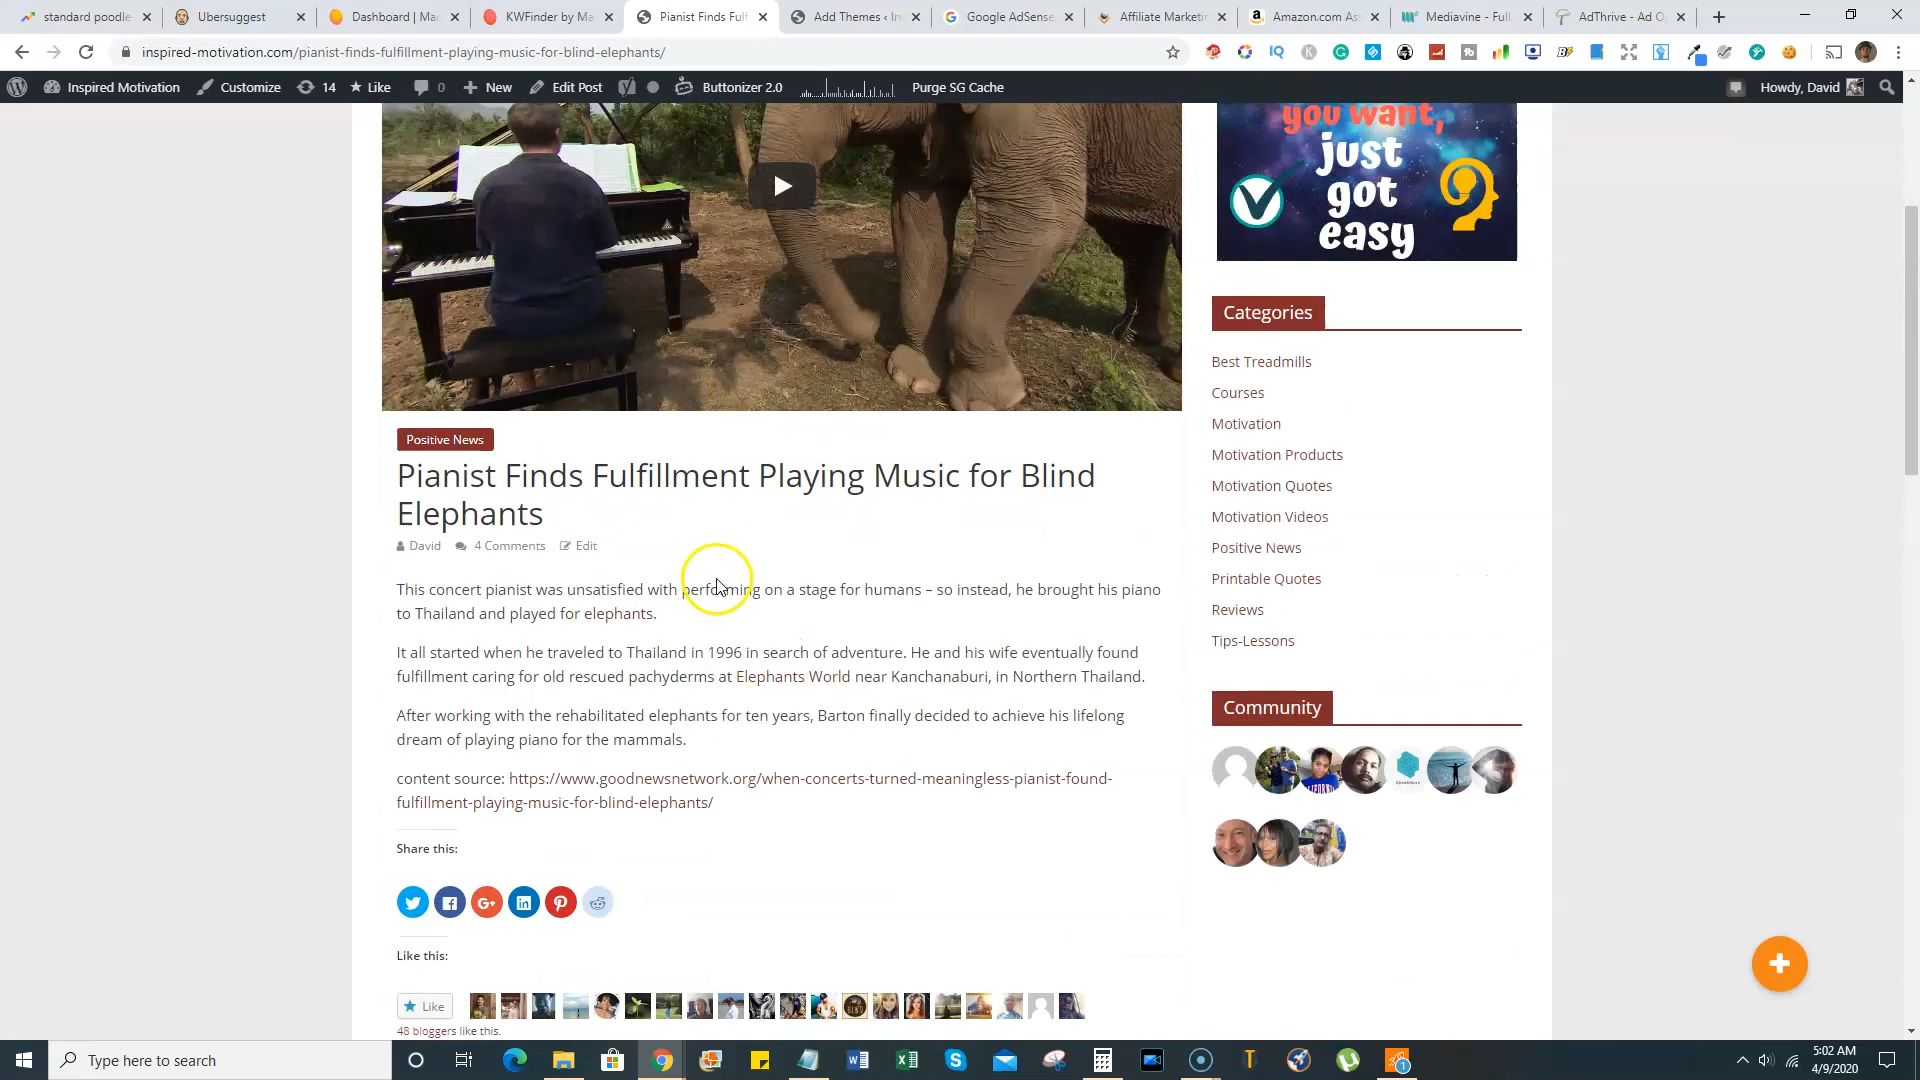 standard poodle
Ubersuggest
Dashboard | Ma
KWFinder by Ma
Pianist Finds Fulf
Add Themes ‹ In
Google AdSense
Affiliate Marketin
Amazon.com Ass
Mediavine - Full
AdThrive - Ad O
inspired-motivation.com/pianist-finds-fulfillment-playing-music-for-blind-elephants/
Inspired Motivation
Customize
14
Like
0
New
Edit Post
Buttonizer 2.0
Purge SG Cache
Howdy, David
you want,
just
got
easy
Positive News
Pianist Finds Fulfillment Playing Music for Blind
Elephants
David
4 Comments
Edit
This concert pianist was unsatisfied with performing on a stage for humans – so instead, he brought his piano
to Thailand and played for elephants.
It all started when he traveled to Thailand in 1996 in search of adventure. He and his wife eventually found
fulfillment caring for old rescued pachyderms at Elephants World near Kanchanaburi, in Northern Thailand.
After working with the rehabilitated elephants for ten years, Barton finally decided to achieve his lifelong
dream of playing piano for the mammals.
content source: https://www.goodnewsnetwork.org/when-concerts-turned-meaningless-pianist-found-
fulfillment-playing-music-for-blind-elephants/
Share this:
Like this:
Like
48 bloggers like this.
Categories
Best Treadmills
Courses
Motivation
Motivation Products
Motivation Quotes
Motivation Videos
Positive News
Printable Quotes
Reviews
Tips-Lessons
Community
Type here to search
5:02 AM
4/9/2020